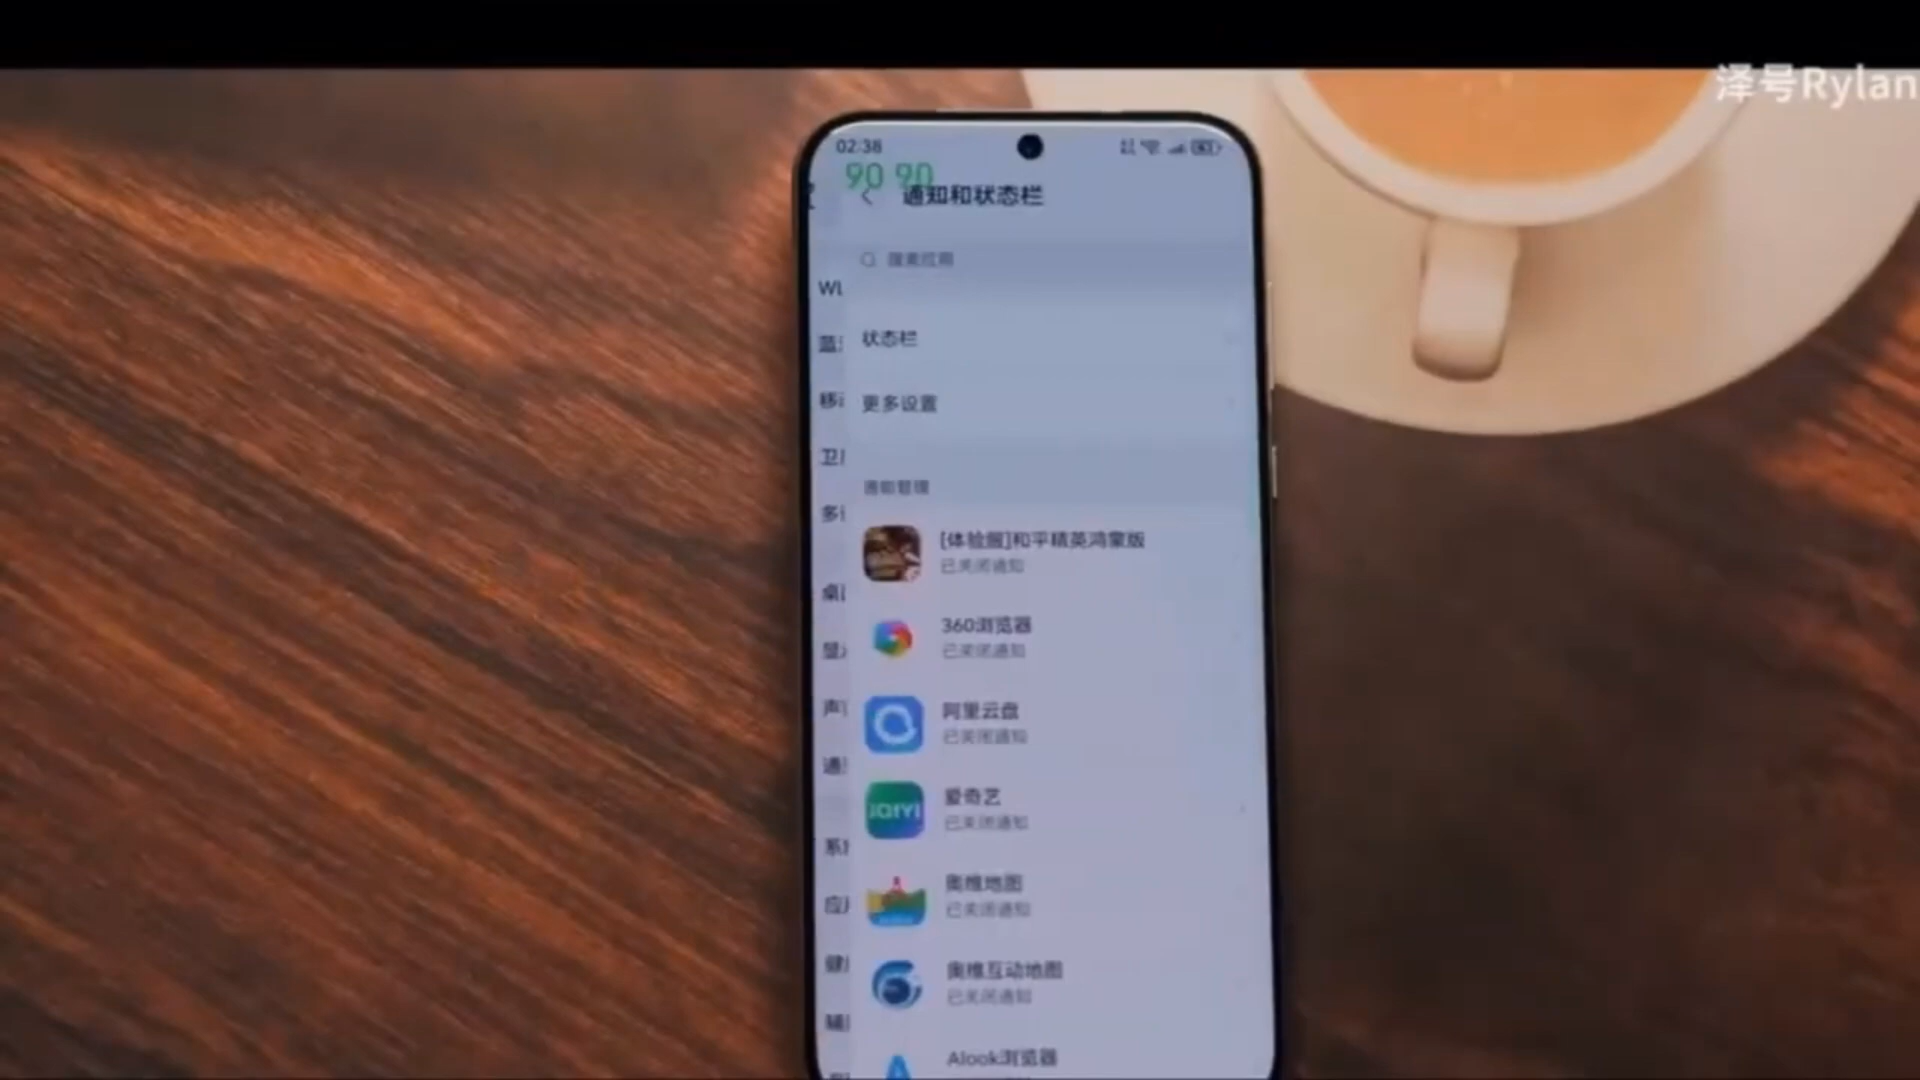 泽号Rylan
02:38
90 90
通知和状态栏
搜索应用
WL
状态栏
更多设置
通知管理
[体验服]和平精英鸿蒙版
已关闭通知
360浏览器
已关闭通知
阿里云盘
已关闭通知
iQIYI
爱奇艺
已关闭通知
奥维地图
已关闭通知
奥维互动地图
已关闭通知
Alook浏览器